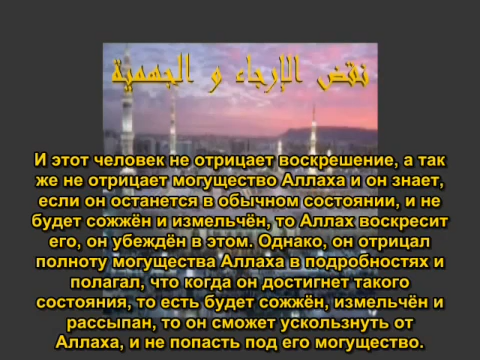 نقض الإرجاء و الجهمية
И этот человек не отрицает воскрешение, а так
же не отрицает могущество Аллаха и он знает,
если он останется в обычном состоянии, и не
будет сожжён и измельчён, то Аллах воскресит
его, он убеждён в этом. Однако, он отрицал
полноту могущества Аллаха в подробностях и
полагал, что когда он достигнет такого
состояния, то есть будет сожжён, измельчён и
рассыпан, то он сможет ускользнуть от
Аллаха, и не попасть под его могущество.